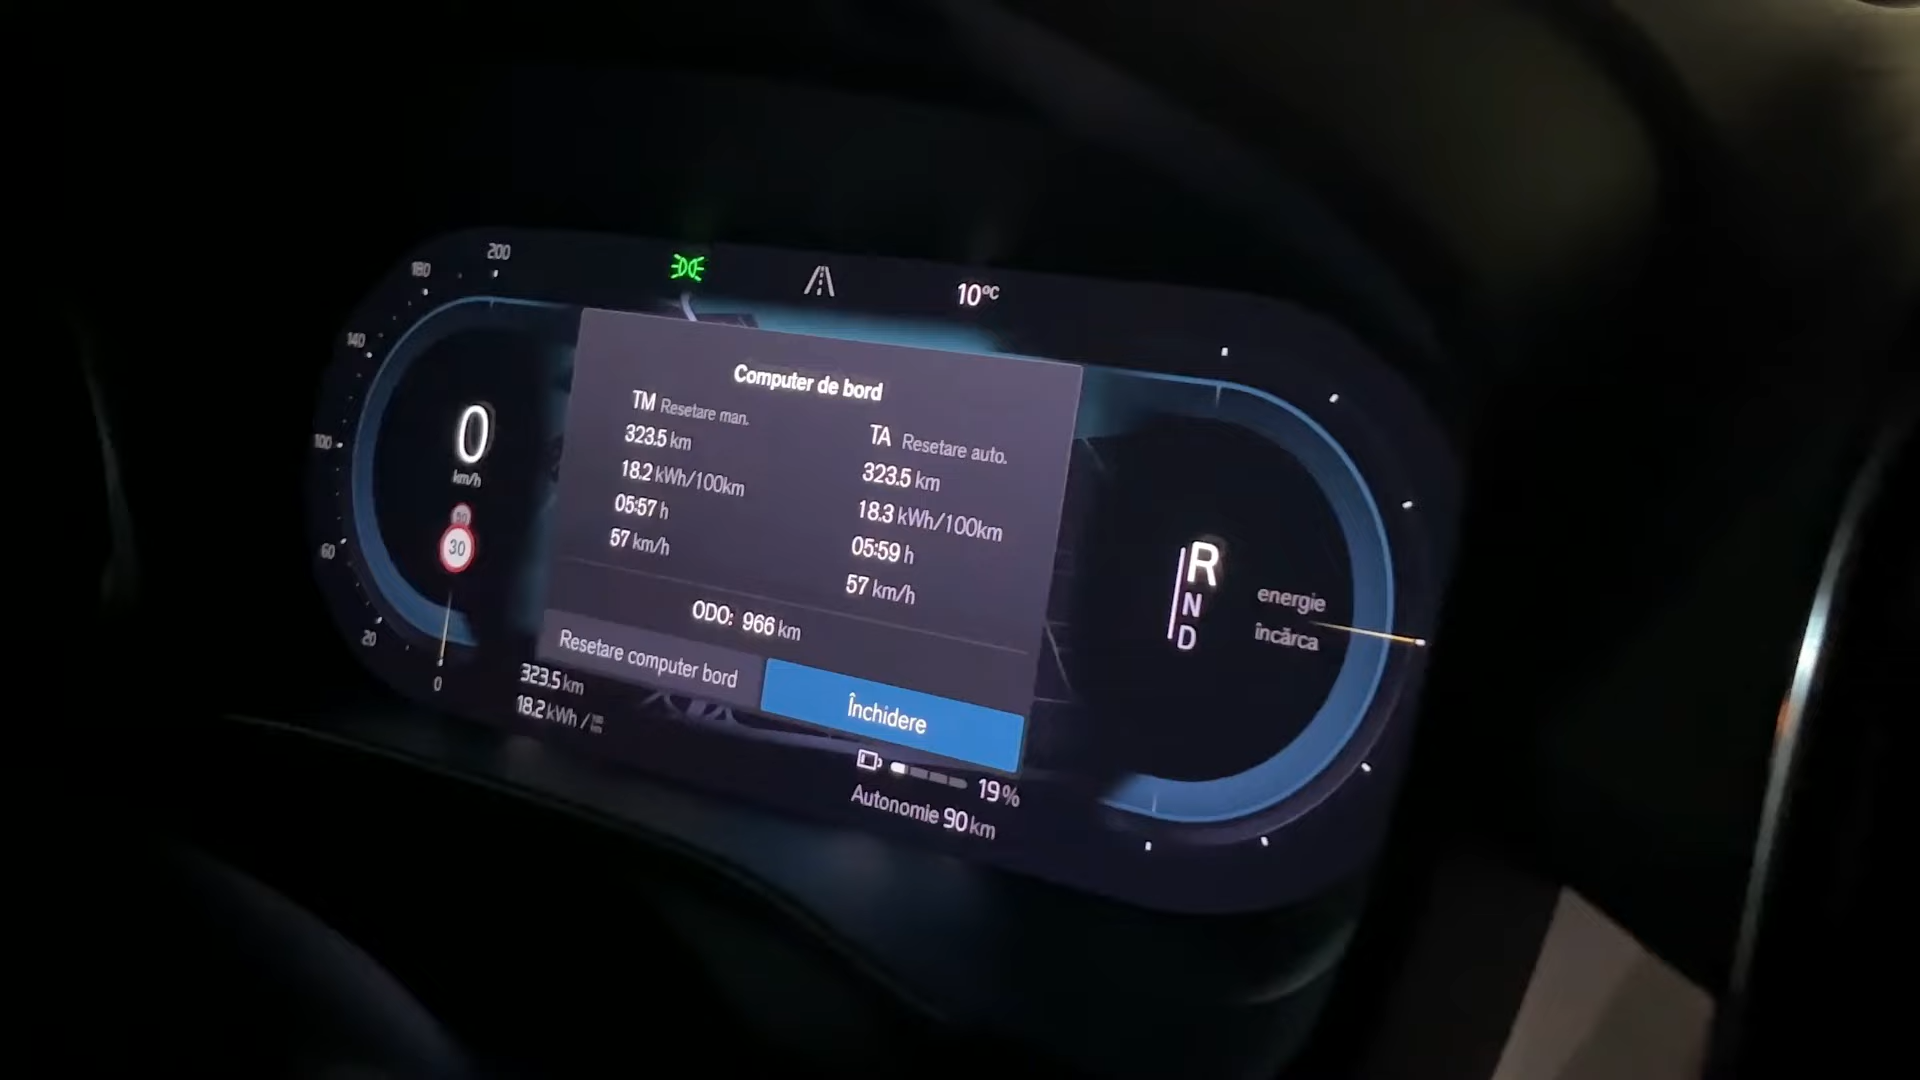 200
180
140
100
60
20
0
10°C
0
km/h
30
Computer de bord
TM Resetare man.
323.5 km
18.2 kWh/100km
05:57 h
57 km/h
TA Resetare auto.
323.5 km
18.3 kWh/100km
05:59 h
57 km/h
ODO: 966 km
Resetare computer bord
Închidere
323.5 km
18.2 kWh /
19%
Autonomie 90 km
R
N
D
energie
încărca